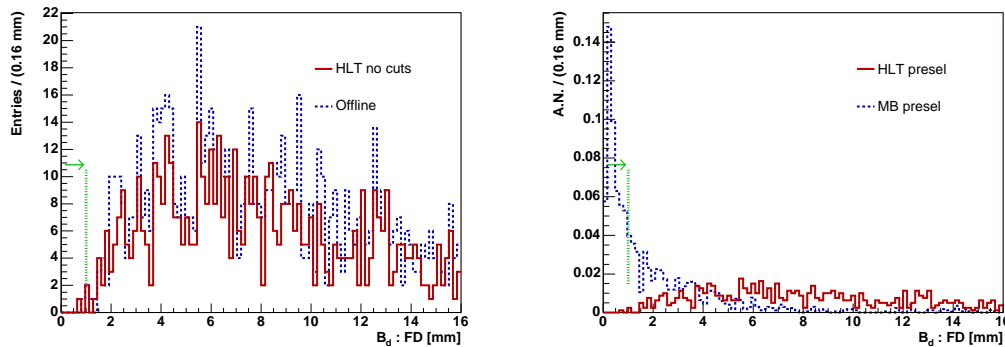 22
20
18
16
14
12
10
8
6
4
2
0
Entries / (0.16 mm)
HLT no cuts
Offline
0 2 4 6 8 10 12 14 16
B_d : FD [mm]
0.14
0.12
0.1
0.08
0.06
0.04
0.02
0
A.N. / (0.16 mm)
HLT presel
MB presel
0 2 4 6 8 10 12 14 16
B_d : FD [mm]